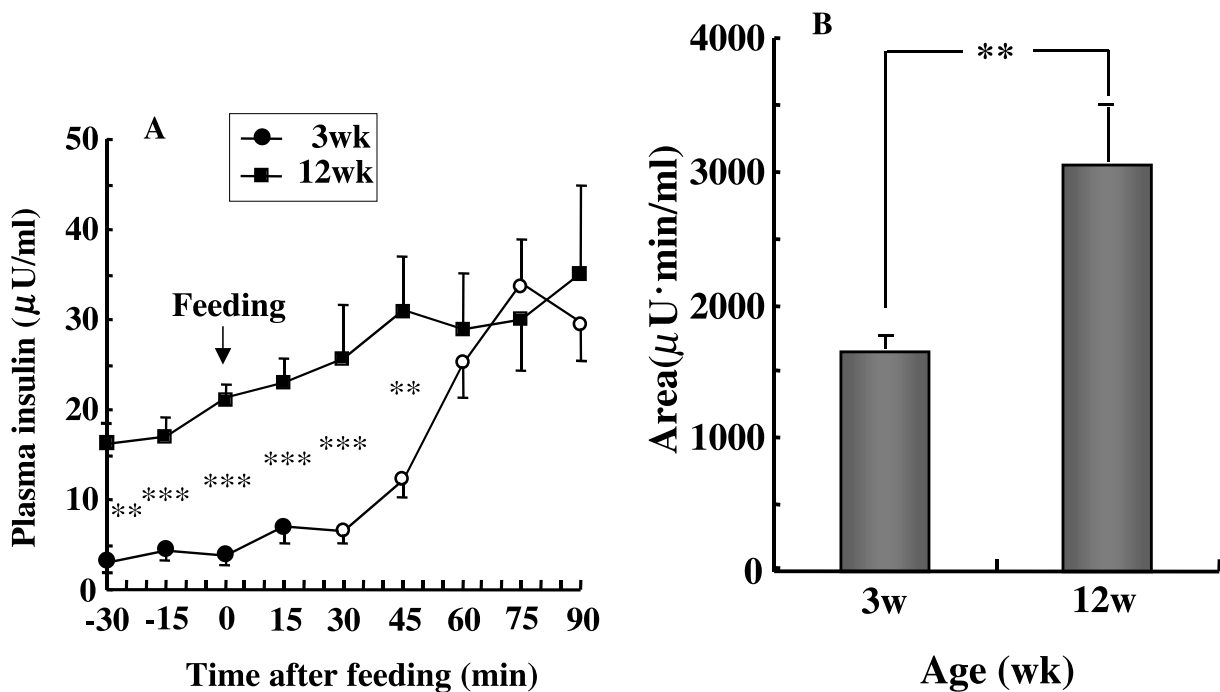 A
3wk
12wk
50
40
30
20
10
0
Plasma insulin (μU/ml)
Feeding
**
***
***
***
***
**
-30 -15 0 15 30 45 60 75 90
Time after feeding (min)
B
**
4000
3000
2000
1000
0
Area(μU·min/ml)
3w 12w
Age (wk)